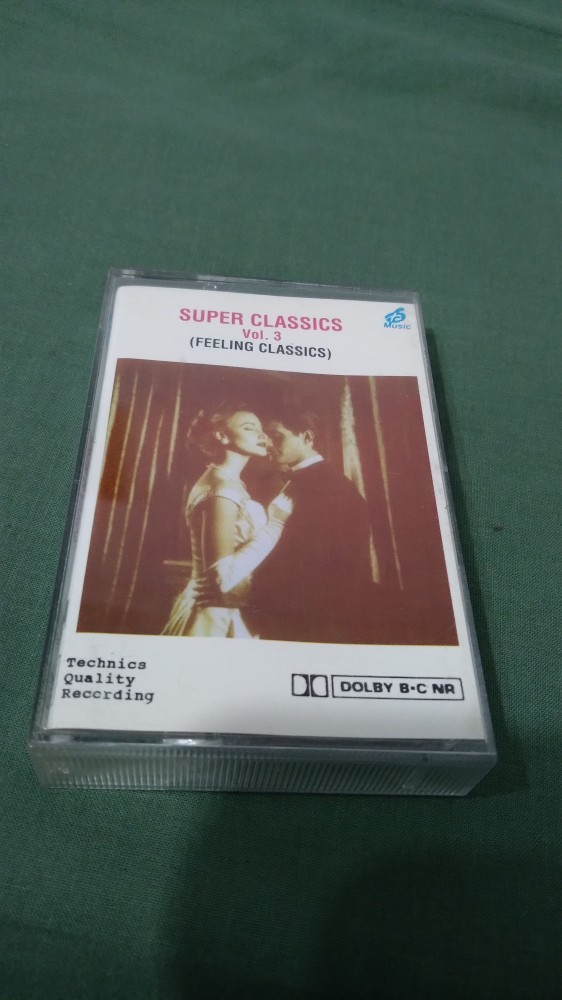 SUPER CLASSICS
Vol. 3
(FEELING CLASSICS)
MUSIC
Technics
Quality
Recording
DOLBY B·C NR